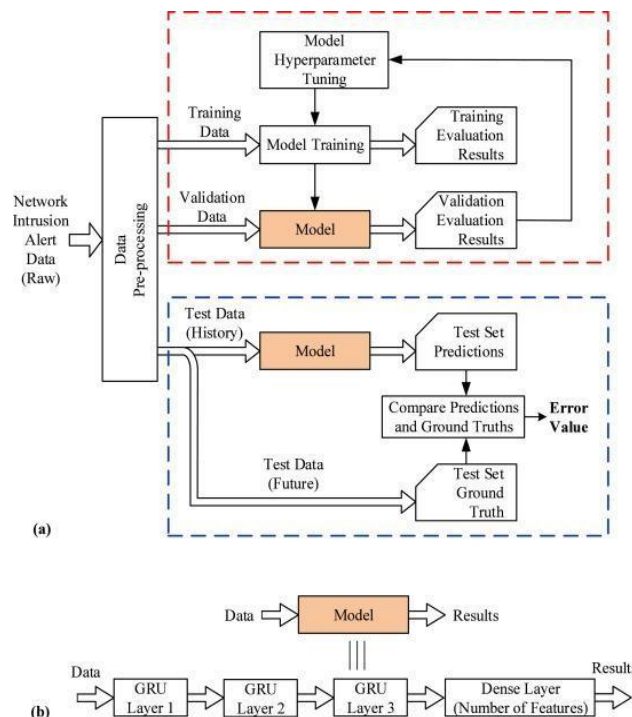 Model
Hyperparameter
Tuning
Training
Data
Model Training
Training
Evaluation
Results
Network
Intrusion
Alert
Data
(Raw)
Data
Pre-processing
Validation
Data
Model
Validation
Evaluation
Results
Test Data
(History)
Model
Test Set
Predictions
Compare Predictions
and Ground Truths
Error
Value
Test Data
(Future)
Test Set
Ground
Truth
(a)
Data
Model
Results
Data
GRU
Layer 1
GRU
Layer 2
GRU
Layer 3
Dense Layer
(Number of Features)
Results
(b)